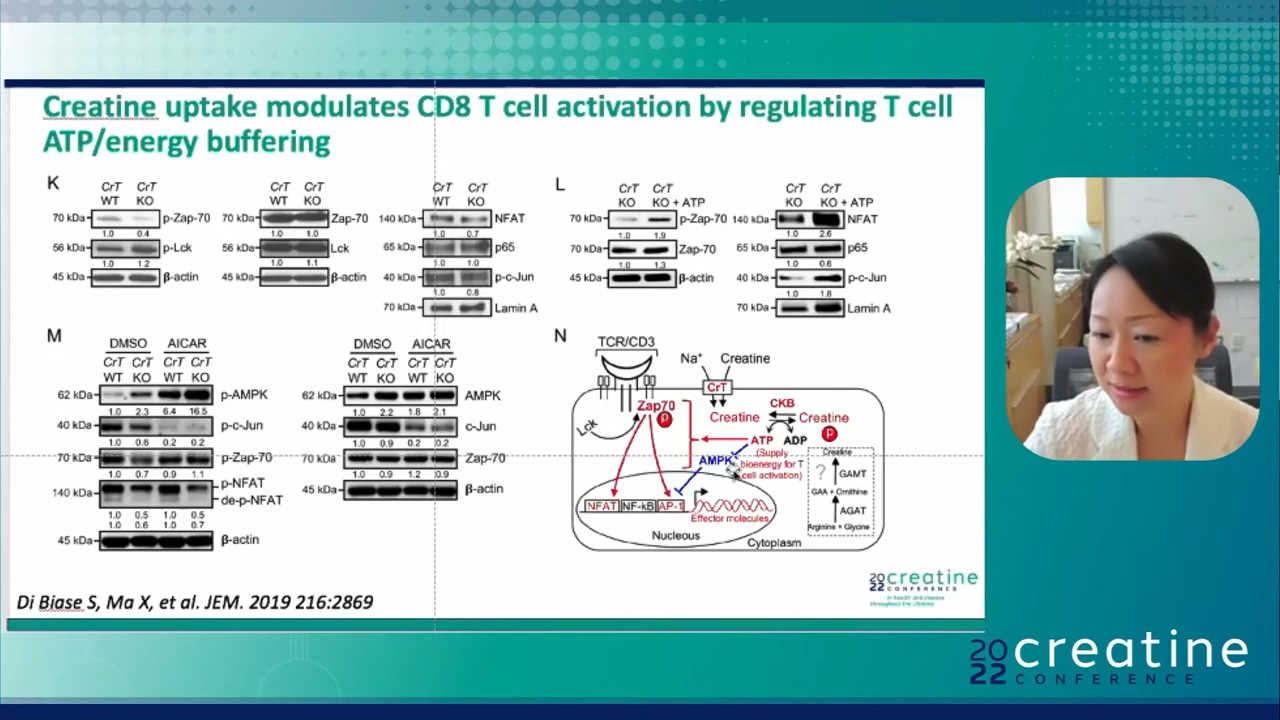 Creatine uptake modulates CD8 T cell activation by regulating T cell
ATP/energy buffering
K
CrT CrT
WT KO
70 kDa p-Zap-70
1.0 0.4
56 kDa p-Lck
1.0 1.2
45 kDa β-actin
CrT CrT
WT KO
70 kDa Zap-70
1.0 1.0
56 kDa Lck
1.0 1.1
45 kDa β-actin
CrT CrT
WT KO
140 kDa NFAT
1.0 0.7
65 kDa p65
1.0 1.0
40 kDa p-c-Jun
1.0 0.8
70 kDa Lamin A
L
CrT CrT
KO KO + ATP
70 kDa p-Zap-70
1.0 1.9
70 kDa Zap-70
1.0 1.3
45 kDa β-actin
CrT CrT
KO KO + ATP
140 kDa NFAT
1.0 2.6
65 kDa p65
1.0 0.6
40 kDa p-c-Jun
1.0 1.8
70 kDa Lamin A
M
DMSO AICAR
CrT CrT CrT CrT
WT KO WT KO
62 kDa p-AMPK
1.0 2.3 6.4 16.5
40 kDa p-c-Jun
1.0 0.6 0.2 0.2
70 kDa p-Zap-70
1.0 0.7 0.9 1.1
140 kDa p-NFAT
de-p-NFAT
1.0 0.5 1.0 0.5
1.0 0.6 1.0 0.7
45 kDa β-actin
DMSO AICAR
CrT CrT CrT CrT
WT KO WT KO
62 kDa AMPK
1.0 2.2 1.8 2.1
40 kDa c-Jun
1.0 0.9 0.2 0.2
70 kDa Zap-70
1.0 0.9 1.2 0.9
45 kDa β-actin
N
TCR/CD3
Na+ Creatine
CrT
Zap70
P
Lck
Creatine CKB Creatine
P
ATP ADP
(Supply
bioenergy for T
cell activation)
AMPK
NFAT NF-kB AP-1
Effector molecules
Nucleous
Cytoplasm
Creatine
? GAMT
GAA + Ornithine
AGAT
Arginine + Glycine
Di Biase S, Ma X, et al. JEM. 2019 216:2869
2022 creatine
CONFERENCE
in health and disease
throughout the lifetime
2022 creatine
CONFERENCE